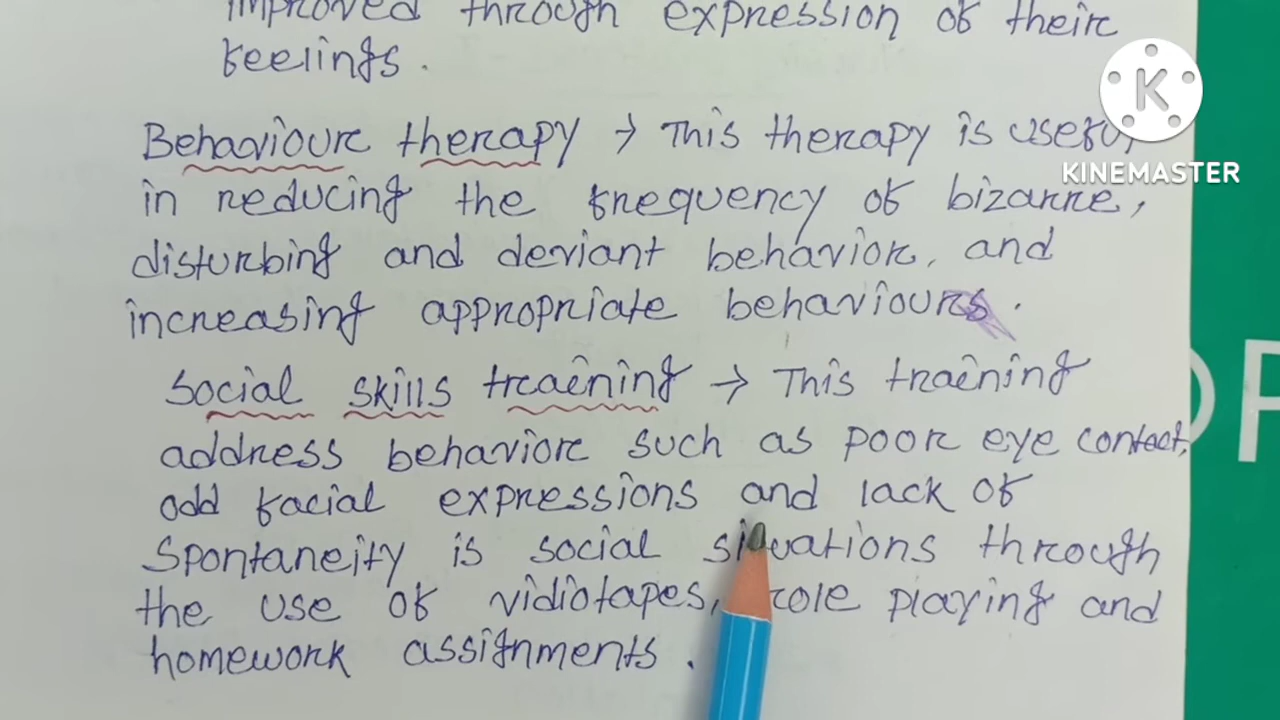 improved through expression of their
feelings.
Behaviour therapy → This therapy is useful
in reducing the frequency of bizarre,
disturbing and deviant behavior, and
increasing appropriate behaviours.
Social skills training → This training
address behavior such as poor eye contact,
odd facial expressions and lack of
spontaneity is social situations through
the use of vidiotapes, role playing and
homework assignments.
K
KINEMASTER
OP